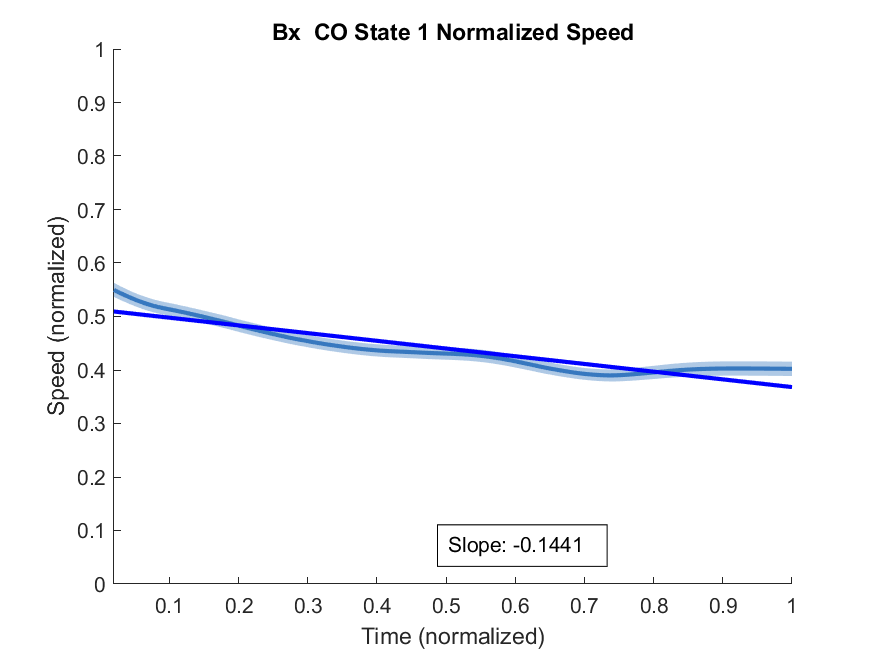 Bx  CO State 1 Normalized Speed
1
0.9
0.8
0.7
0.6
0.5
0.4
0.3
0.2
0.1
0
Speed (normalized)
Slope: -0.1441
0.1 0.2 0.3 0.4 0.5 0.6 0.7 0.8 0.9 1
Time (normalized)